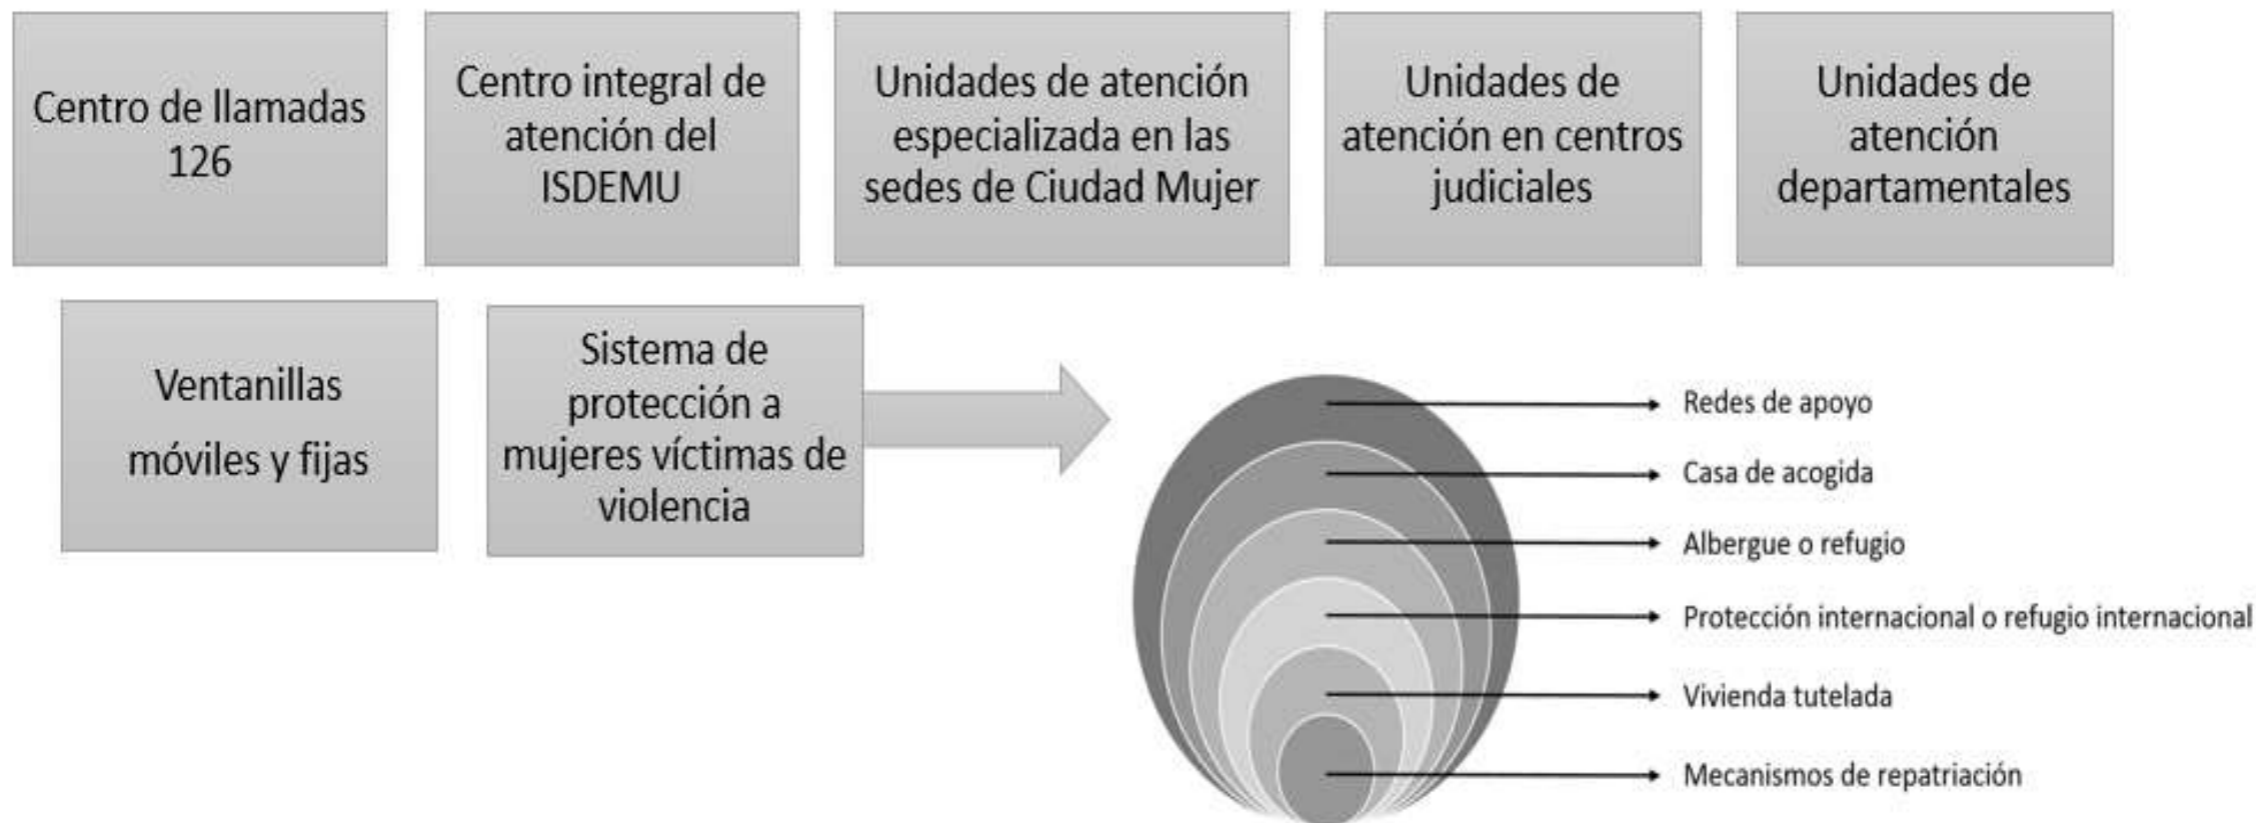 Centro de llamadas
126
Centro integral de
atención del
ISDEMU
Unidades de atención
especializada en las
sedes de Ciudad Mujer
Unidades de
atención en centros
judiciales
Unidades de
atención
departamentales
Ventanillas
móviles y fijas
Sistema de
protección a
mujeres víctimas de
violencia
Redes de apoyo
Casa de acogida
Albergue o refugio
Protección internacional o refugio internacional
Vivienda tutelada
Mecanismos de repatriación